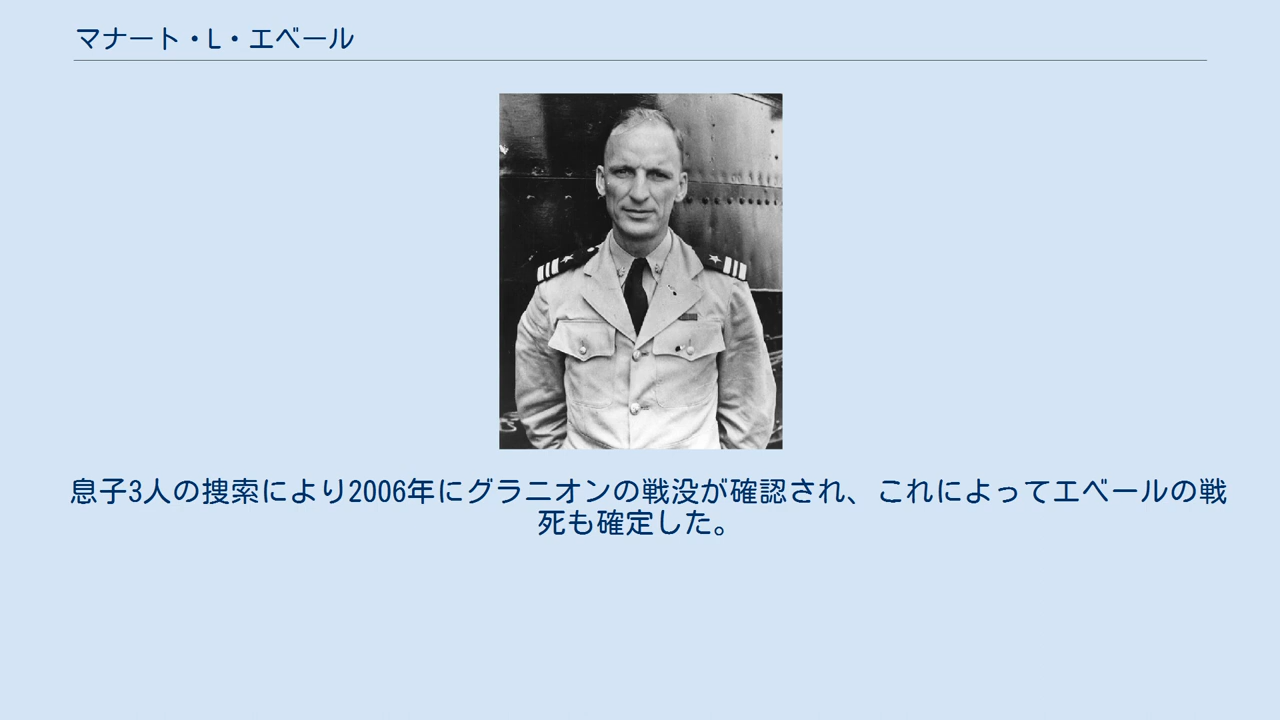 マナート・L・エベール
息子3人の捜索により2006年にグラニオンの戦没が確認され、これによってエベールの戦
死も確定した。